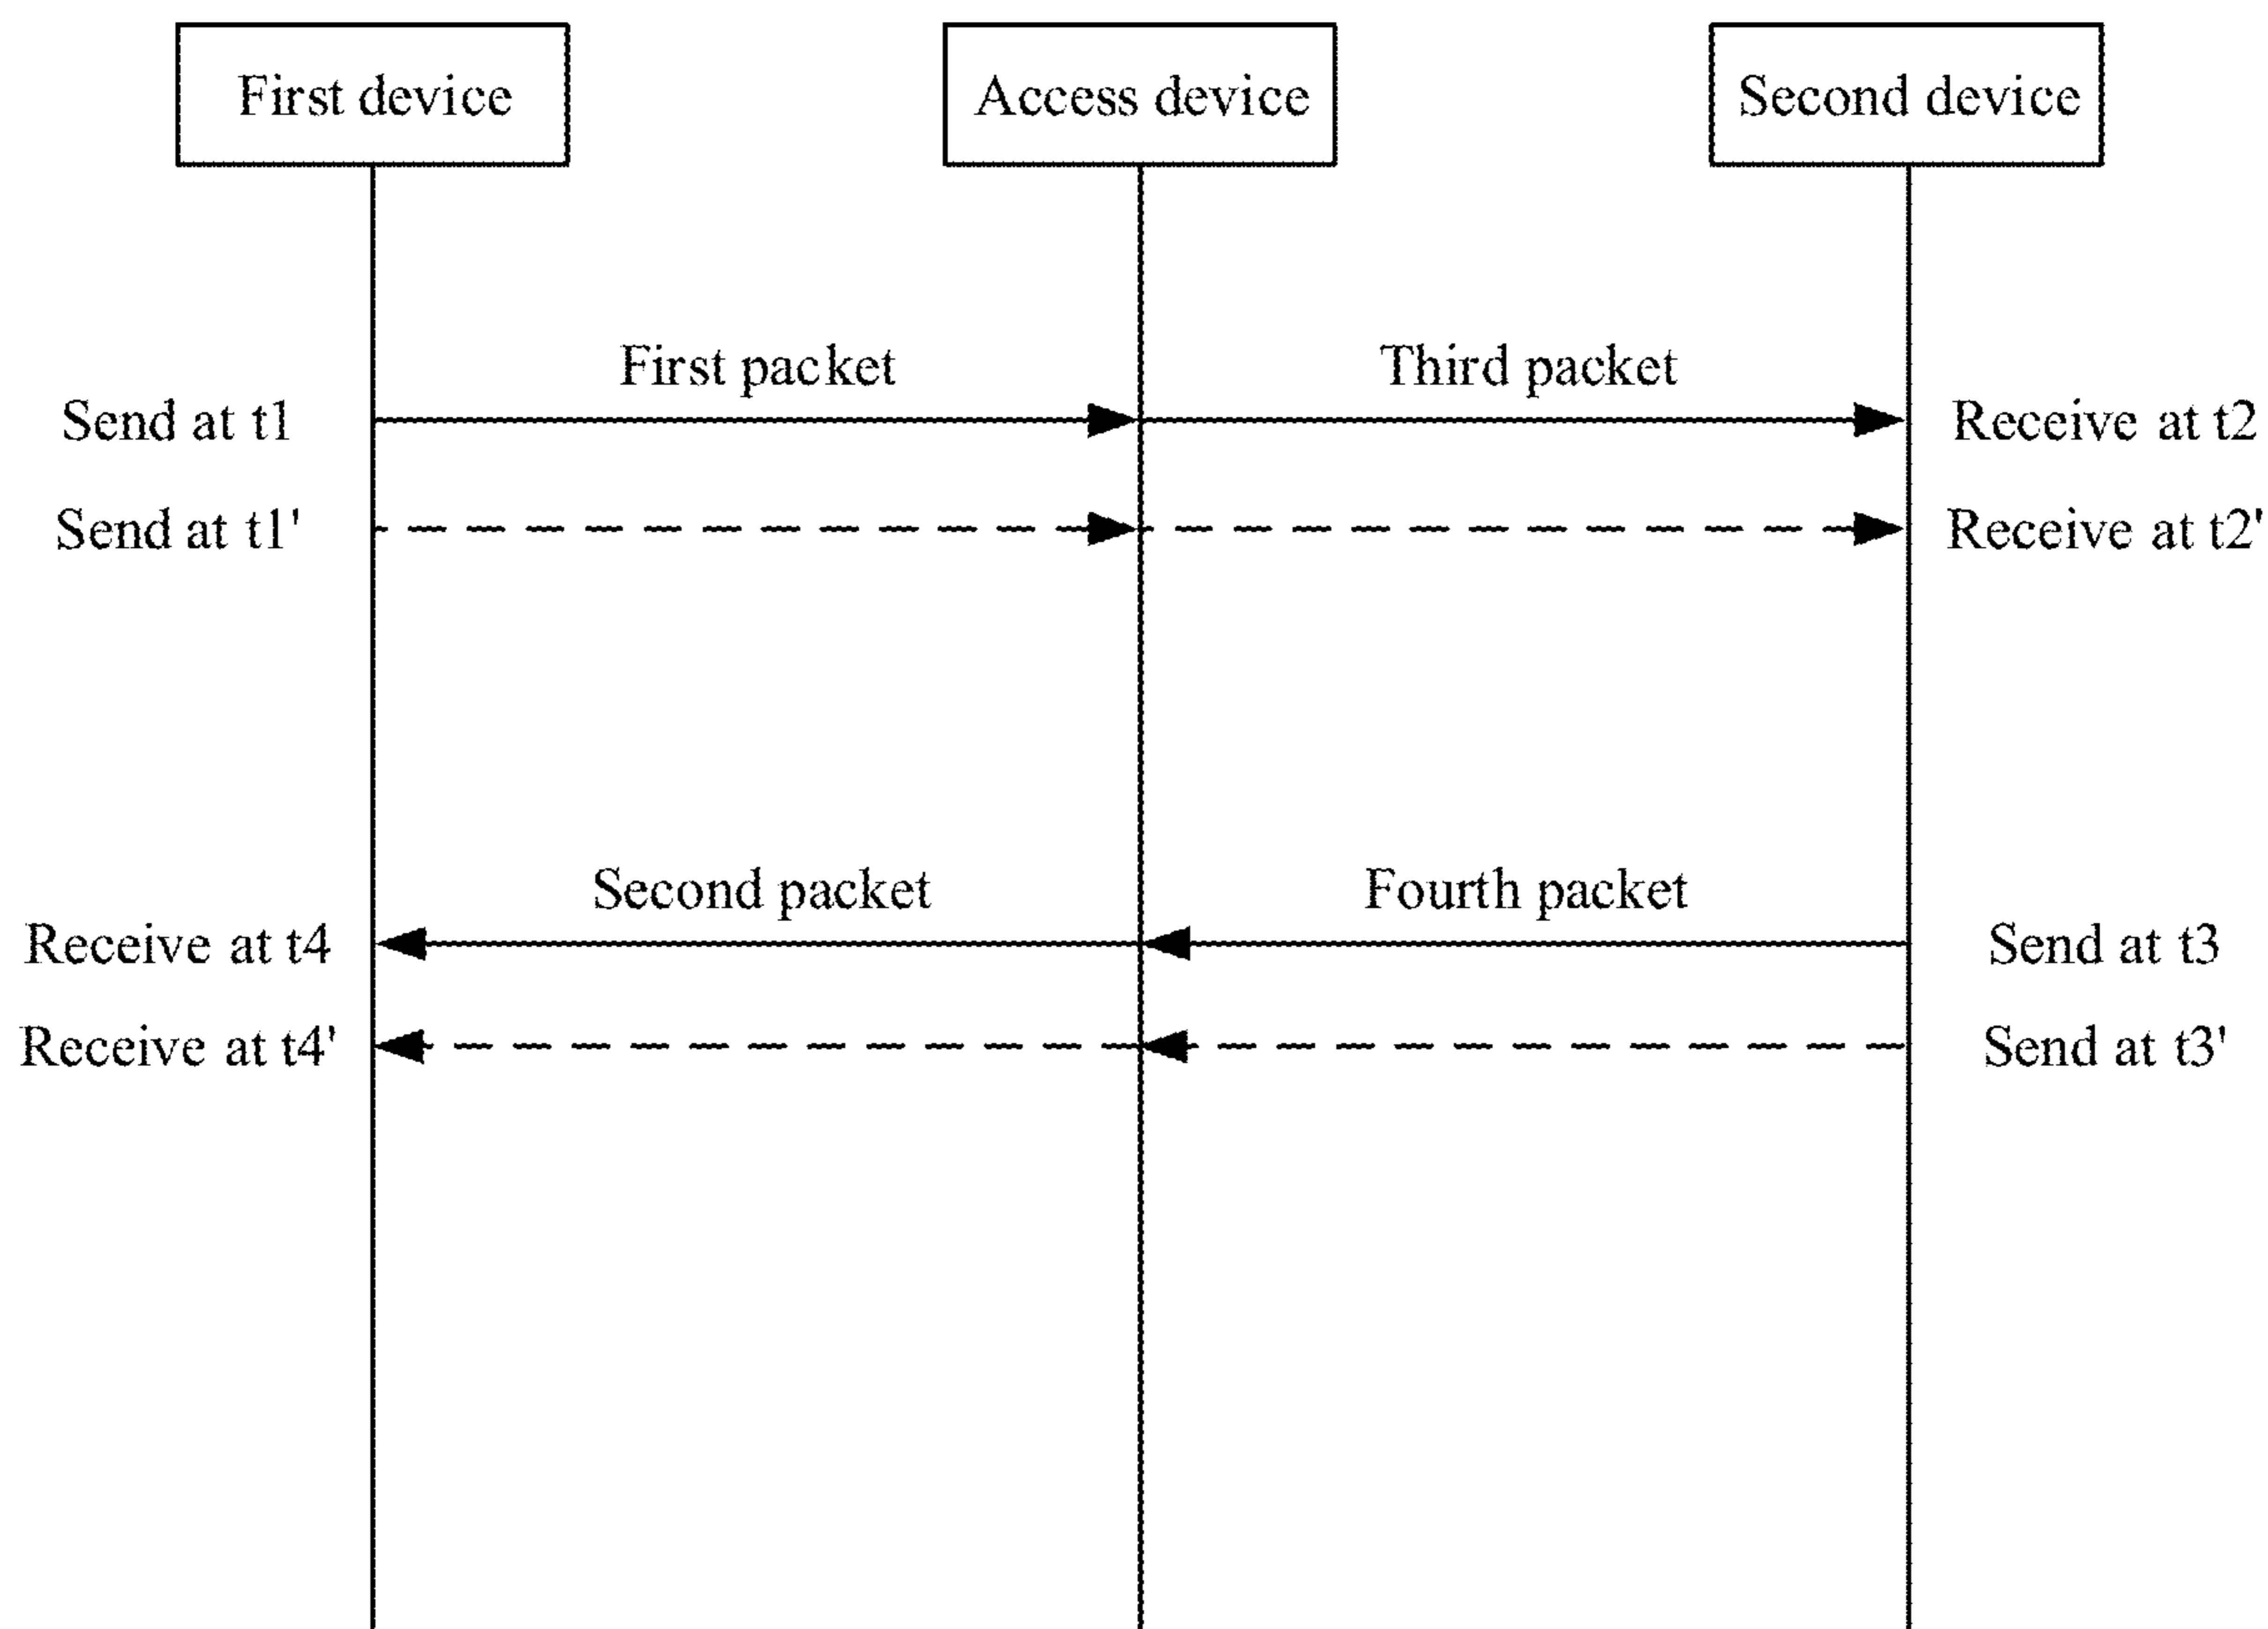 First device
Access device
Second device
First packet
Third packet
Send at t1
Receive at t2
Send at t1'
Receive at t2'
Second packet
Fourth packet
Receive at t4
Send at t3
Receive at t4'
Send at t3'